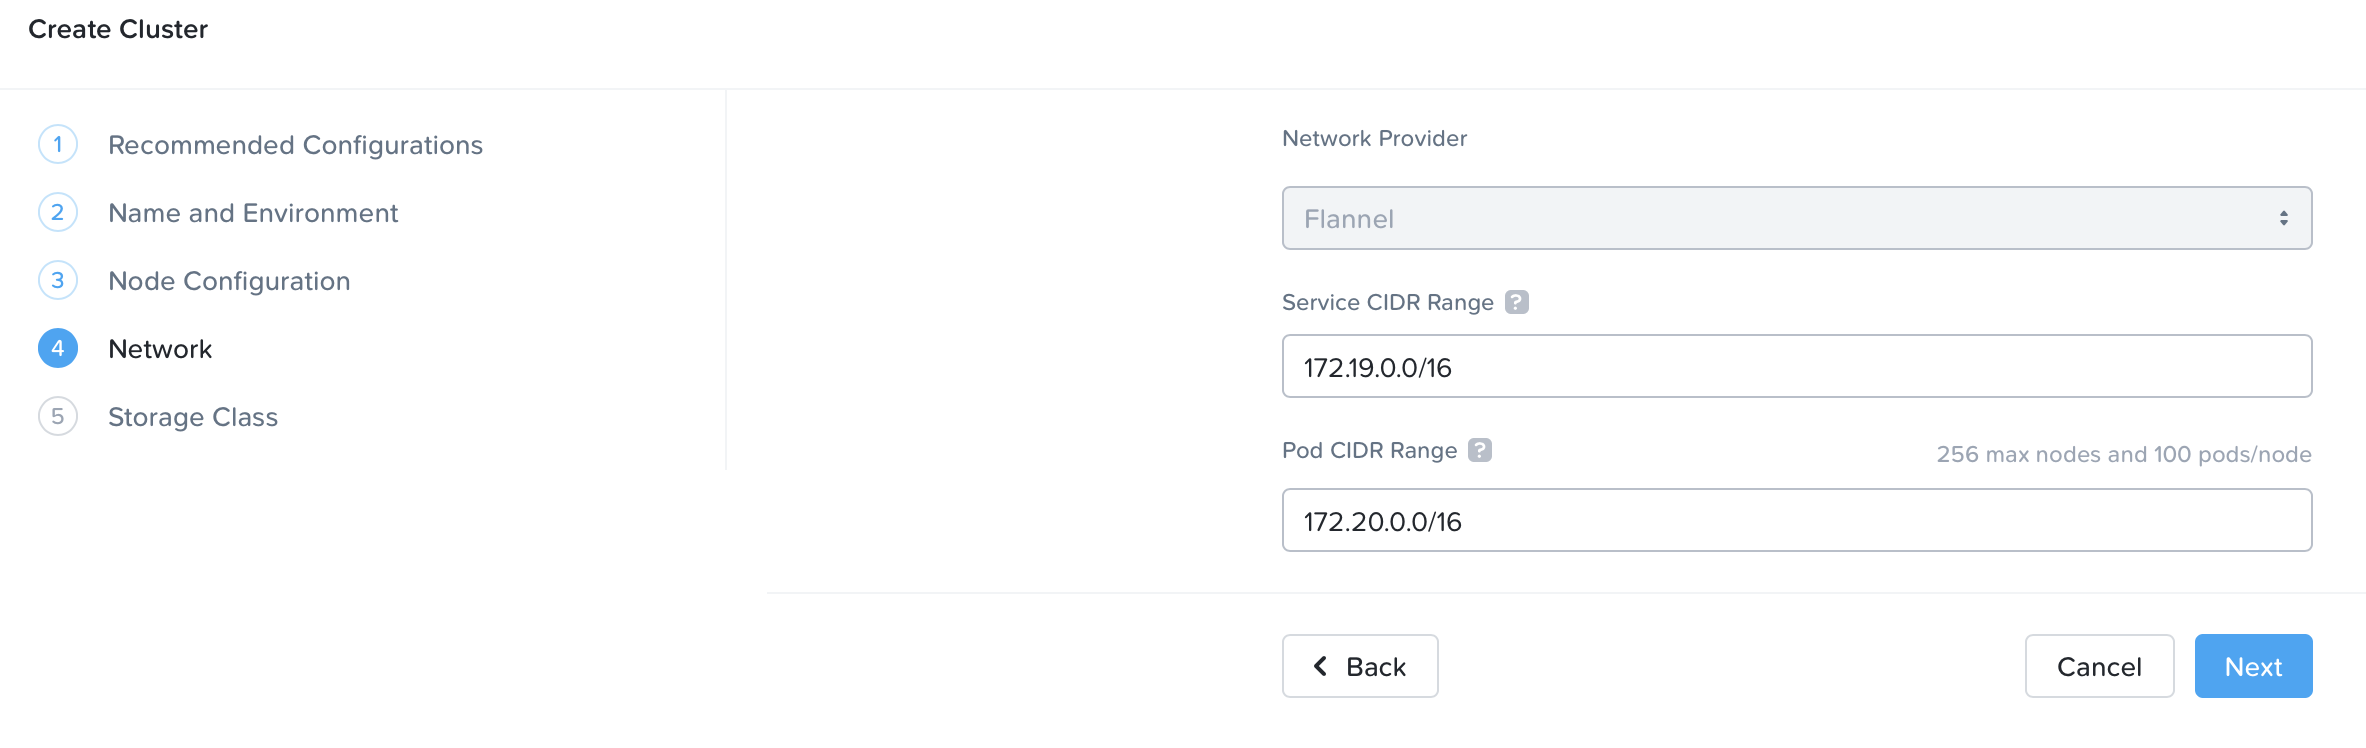 Create Cluster
1 Recommended Configurations
2 Name and Environment
3 Node Configuration
4 Network
5 Storage Class
Network Provider
Flannel
Service CIDR Range ?
172.19.0.0/16
Pod CIDR Range ?
256 max nodes and 100 pods/node
172.20.0.0/16
Back
Cancel
Next